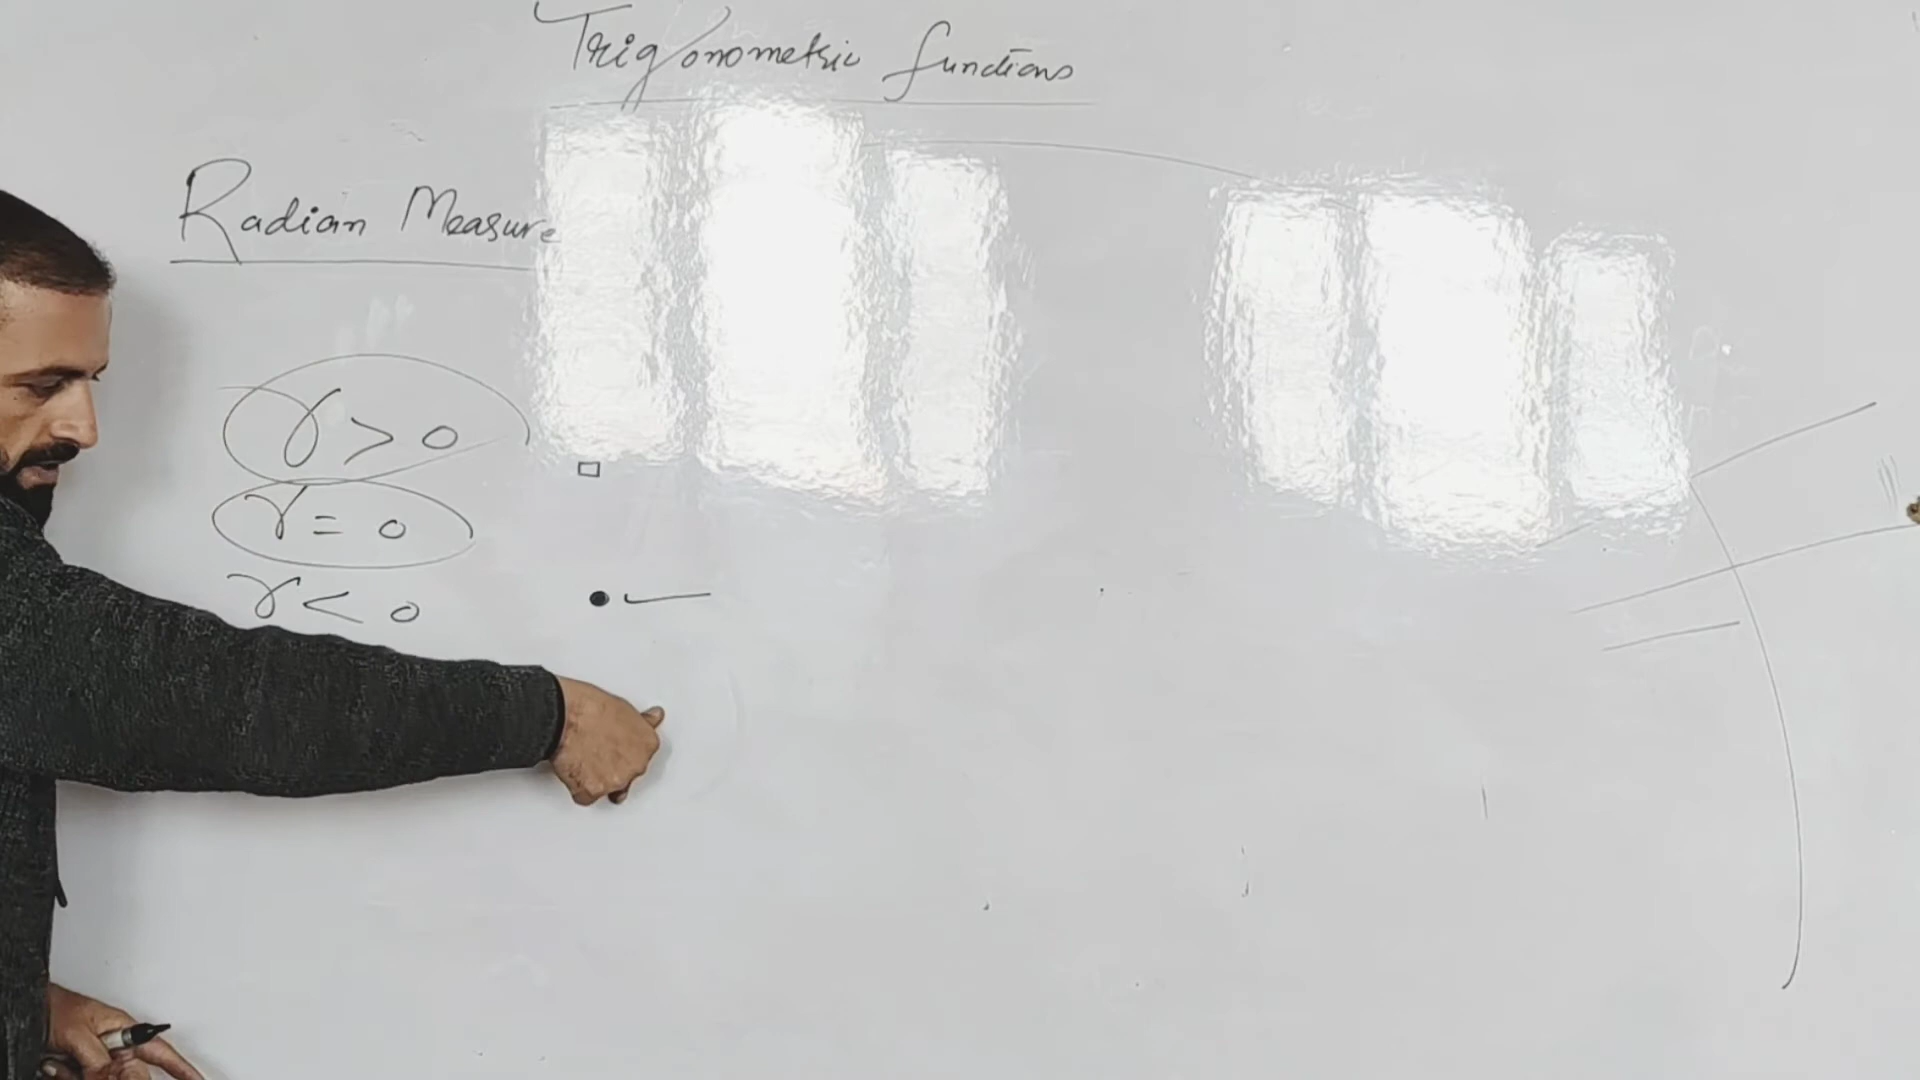 Trigonometric functions
Radian Measure
r > 0
r = 0
r < 0